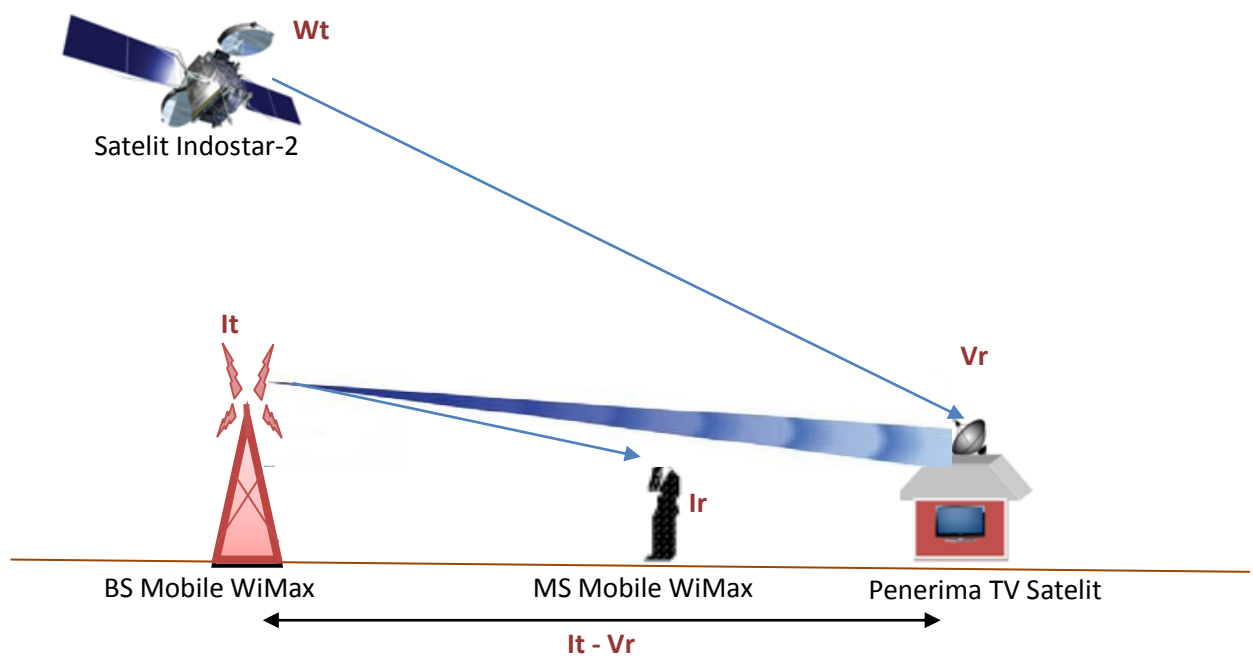 Wt
Satelit Indostar-2
It
Vr
Ir
BS Mobile WiMax
MS Mobile WiMax
Penerima TV Satelit
It - Vr